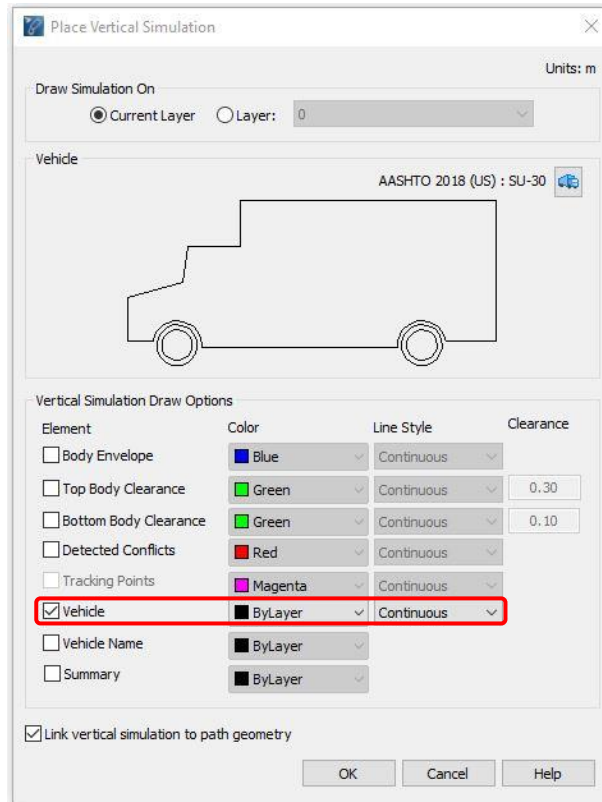 Place Vertical Simulation
Units: m
Draw Simulation On
Current Layer Layer: 0
Vehicle
AASHTO 2018 (US) : SU-30
Vertical Simulation Draw Options
Element Color Line Style Clearance
Body Envelope Blue Continuous
Top Body Clearance Green Continuous 0.30
Bottom Body Clearance Green Continuous 0.10
Detected Conflicts Red Continuous
Tracking Points Magenta Continuous
Vehicle ByLayer Continuous
Vehicle Name ByLayer
Summary ByLayer
Link vertical simulation to path geometry
OK Cancel Help